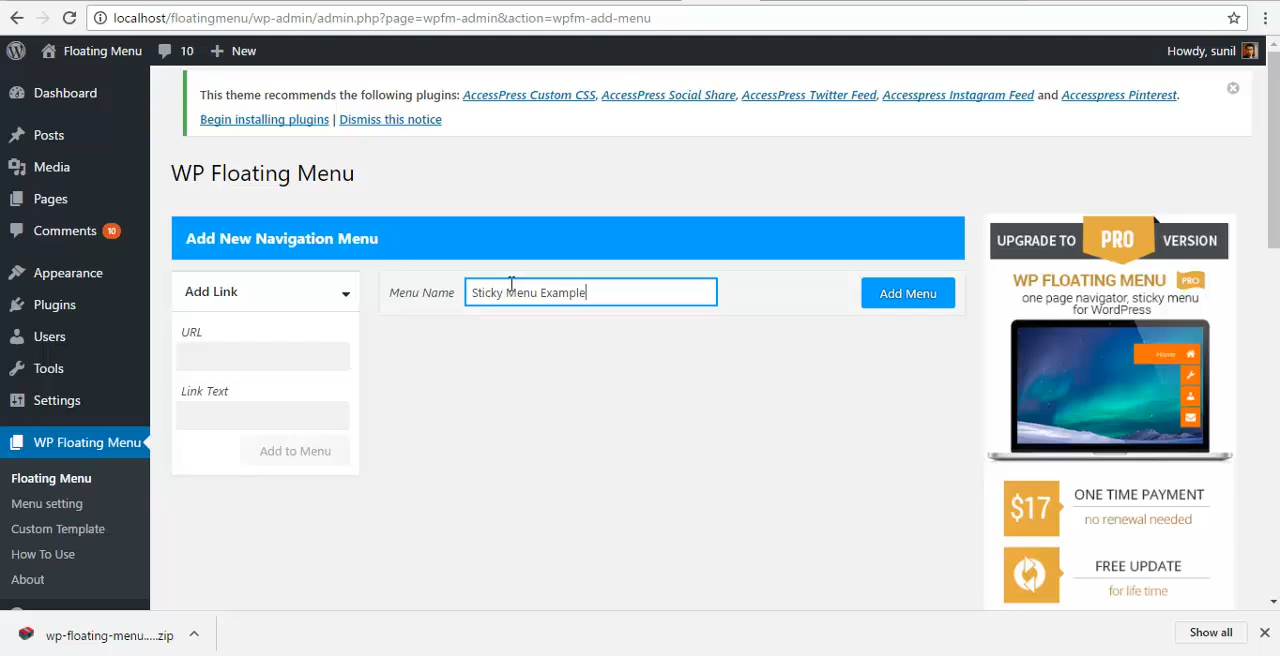 localhost/floatingmenu/wp-admin/admin.php?page=wpfm-admin&action=wpfm-add-menu
Floating Menu 10 New Howdy, sunil
Dashboard
Posts
Media
Pages
Comments 10
Appearance
Plugins
Users
Tools
Settings
WP Floating Menu
Floating Menu
Menu setting
Custom Template
How To Use
About
This theme recommends the following plugins: AccessPress Custom CSS, AccessPress Social Share, AccessPress Twitter Feed, Accesspress Instagram Feed and Accesspress Pinterest.
Begin installing plugins | Dismiss this notice
WP Floating Menu
Add New Navigation Menu
Add Link
URL
Link Text
Add to Menu
Menu Name Sticky Menu Example Add Menu
UPGRADE TO PRO VERSION
WP FLOATING MENU PRO
one page navigator, sticky menu
for WordPress
Home
$17 ONE TIME PAYMENT
no renewal needed
FREE UPDATE
for life time
wp-floating-menu....zip Show all